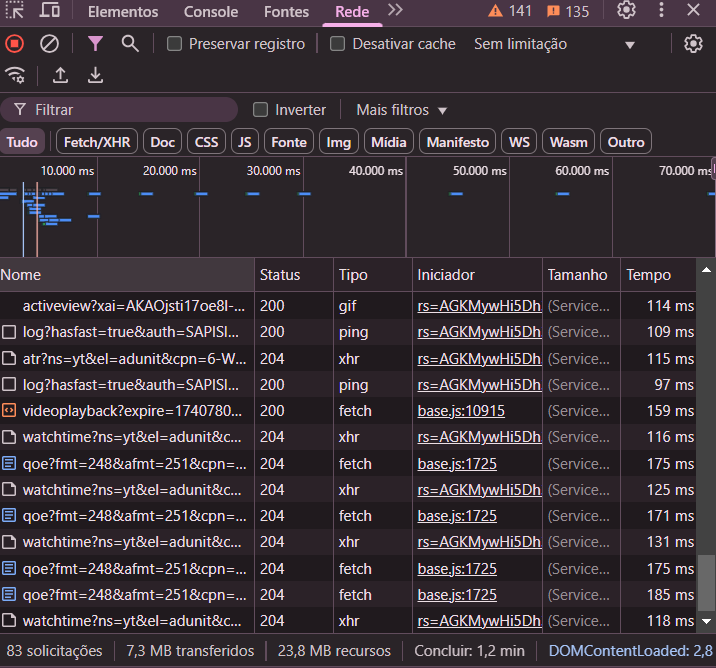 Elementos Console Fontes Rede 141 135
Preservar registro Desativar cache Sem limitação
Filtrar Inverter Mais filtros
Tudo Fetch/XHR Doc CSS JS Fonte Img Mídia Manifesto WS Wasm Outro
10.000 ms 20.000 ms 30.000 ms 40.000 ms 50.000 ms 60.000 ms 70.000 ms
Nome Status Tipo Iniciador Tamanho Tempo
activeview?xai=AKAOjsti17oe8I-... 200 gif rs=AGKMywHi5Dh (Service... 114 ms
log?hasfast=true&auth=SAPISI... 200 ping rs=AGKMywHi5Dh (Service... 109 ms
atr?ns=yt&el=adunit&cpn=6-W... 204 xhr rs=AGKMywHi5Dh (Service... 115 ms
log?hasfast=true&auth=SAPISI... 200 ping rs=AGKMywHi5Dh (Service... 97 ms
videoplayback?expire=1740780... 200 fetch base.js:10915 (Service... 159 ms
watchtime?ns=yt&el=adunit&c... 204 xhr rs=AGKMywHi5Dh (Service... 116 ms
qoe?fmt=248&afmt=251&cpn=... 204 fetch base.js:1725 (Service... 175 ms
watchtime?ns=yt&el=adunit&c... 204 xhr rs=AGKMywHi5Dh (Service... 125 ms
qoe?fmt=248&afmt=251&cpn=... 204 fetch base.js:1725 (Service... 171 ms
watchtime?ns=yt&el=adunit&c... 204 xhr rs=AGKMywHi5Dh (Service... 131 ms
qoe?fmt=248&afmt=251&cpn=... 204 fetch base.js:1725 (Service... 175 ms
qoe?fmt=248&afmt=251&cpn=... 204 fetch base.js:1725 (Service... 185 ms
watchtime?ns=yt&el=adunit&c... 204 xhr rs=AGKMywHi5Dh (Service... 118 ms
83 solicitações 7,3 MB transferidos 23,8 MB recursos Concluir: 1,2 min DOMContentLoaded: 2,8